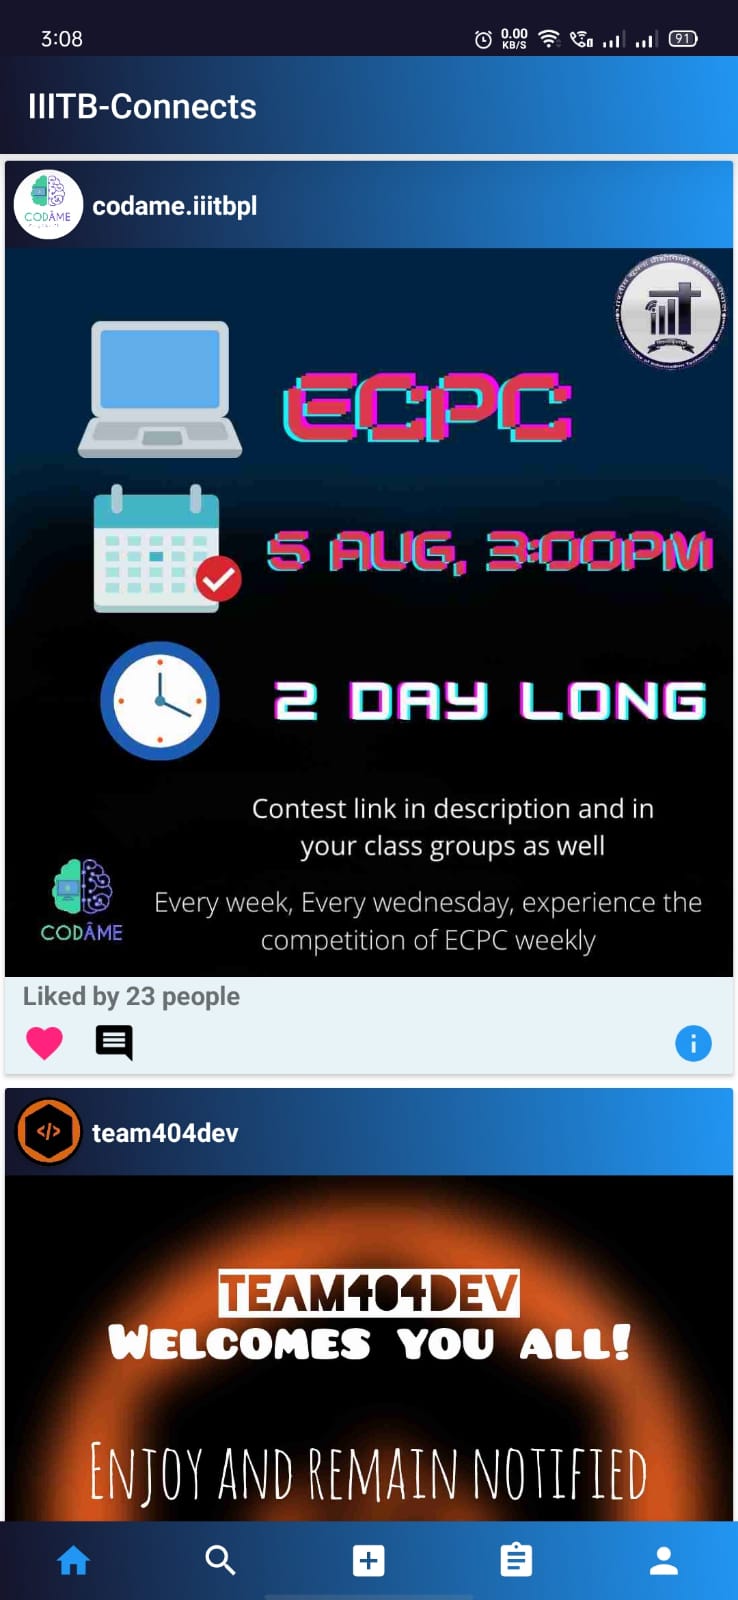 3:08
0.00
KB/S
91
IIITB-Connects
CODÂME
codame.iiitbpl
ECPC
5 AUG, 3:00PM
2 DAY LONG
Contest link in description and in
your class groups as well
CODÂME
Every week, Every wednesday, experience the
competition of ECPC weekly
Liked by 23 people
</>
team404dev
TEAM404DEV
WELCOMES YOU ALL!
ENJOY AND REMAIN NOTIFIED